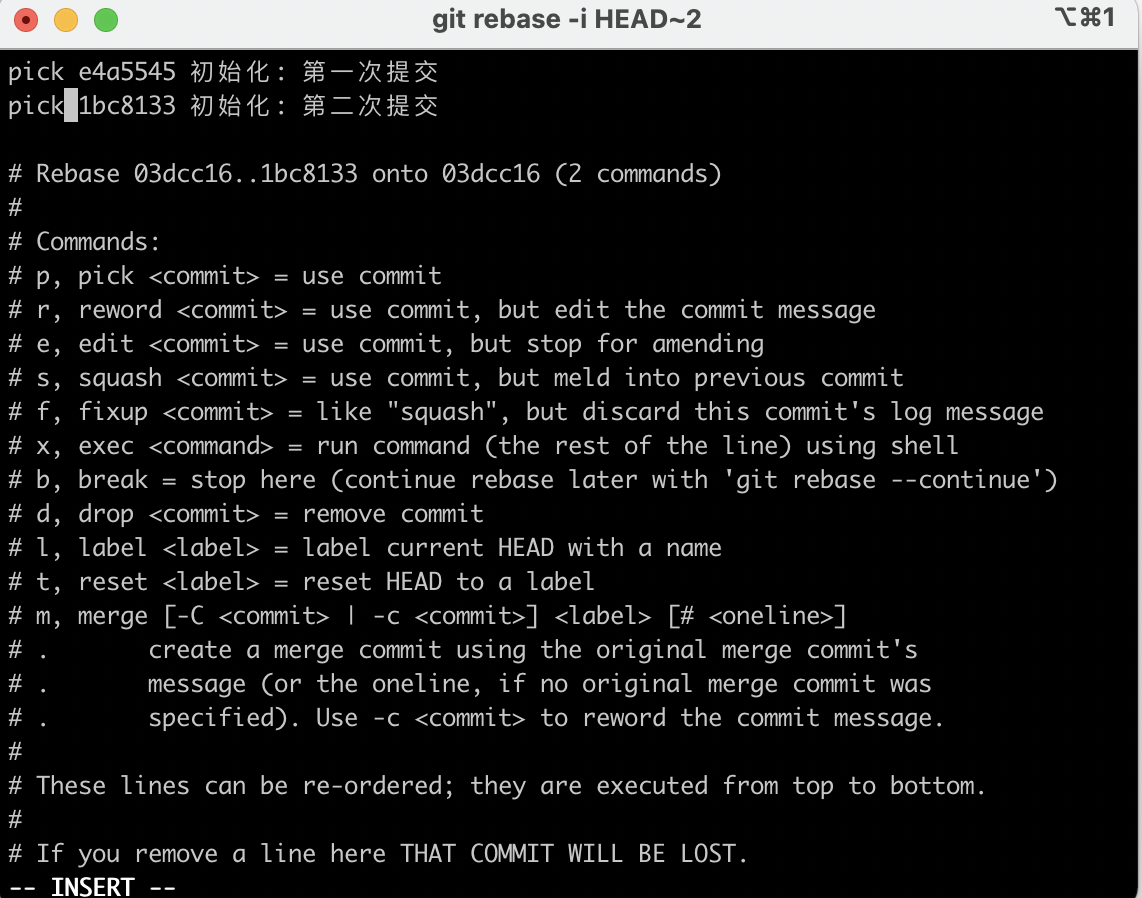 git rebase -i HEAD~2
⌥⌘1
pick e4a5545 初始化: 第一次提交
pick 1bc8133 初始化: 第二次提交
# Rebase 03dcc16..1bc8133 onto 03dcc16 (2 commands)
#
# Commands:
# p, pick <commit> = use commit
# r, reword <commit> = use commit, but edit the commit message
# e, edit <commit> = use commit, but stop for amending
# s, squash <commit> = use commit, but meld into previous commit
# f, fixup <commit> = like "squash", but discard this commit's log message
# x, exec <command> = run command (the rest of the line) using shell
# b, break = stop here (continue rebase later with 'git rebase --continue')
# d, drop <commit> = remove commit
# l, label <label> = label current HEAD with a name
# t, reset <label> = reset HEAD to a label
# m, merge [-C <commit> | -c <commit>] <label> [# <oneline>]
# .       create a merge commit using the original merge commit's
# .       message (or the oneline, if no original merge commit was
# .       specified). Use -c <commit> to reword the commit message.
#
# These lines can be re-ordered; they are executed from top to bottom.
#
# If you remove a line here THAT COMMIT WILL BE LOST.
-- INSERT --